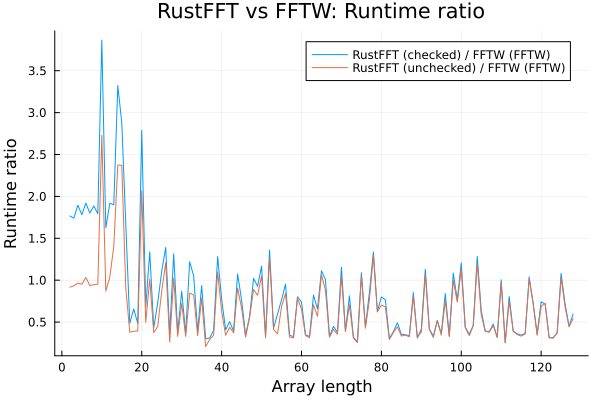 RustFFT vs FFTW: Runtime ratio
RustFFT (checked) / FFTW (FFTW)
RustFFT (unchecked) / FFTW (FFTW)
3.5
3.0
2.5
2.0
1.5
1.0
0.5
Runtime ratio
0 20 40 60 80 100 120
Array length